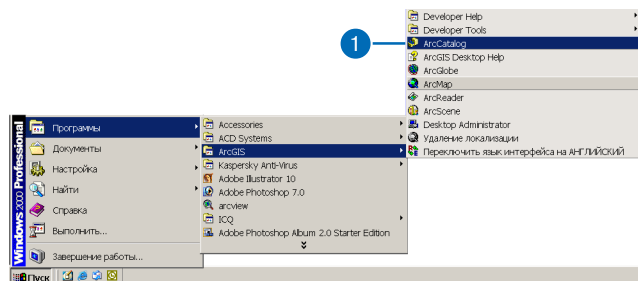 Developer Help
Developer Tools
1
ArcCatalog
ArcGIS Desktop Help
ArcGlobe
ArcMap
ArcReader
ArcScene
Desktop Administrator
Удаление локализации
Переключить язык интерфейса на АНГЛИЙСКИЙ
Accessories
ACD Systems
ArcGIS
Kaspersky Anti-Virus
Adobe Illustrator 10
Adobe Photoshop 7.0
arcview
ICQ
Adobe Photoshop Album 2.0 Starter Edition
Windows 2000 Professional
Программы
Документы
Настройка
Найти
Справка
Выполнить...
Завершение работы...
Пуск